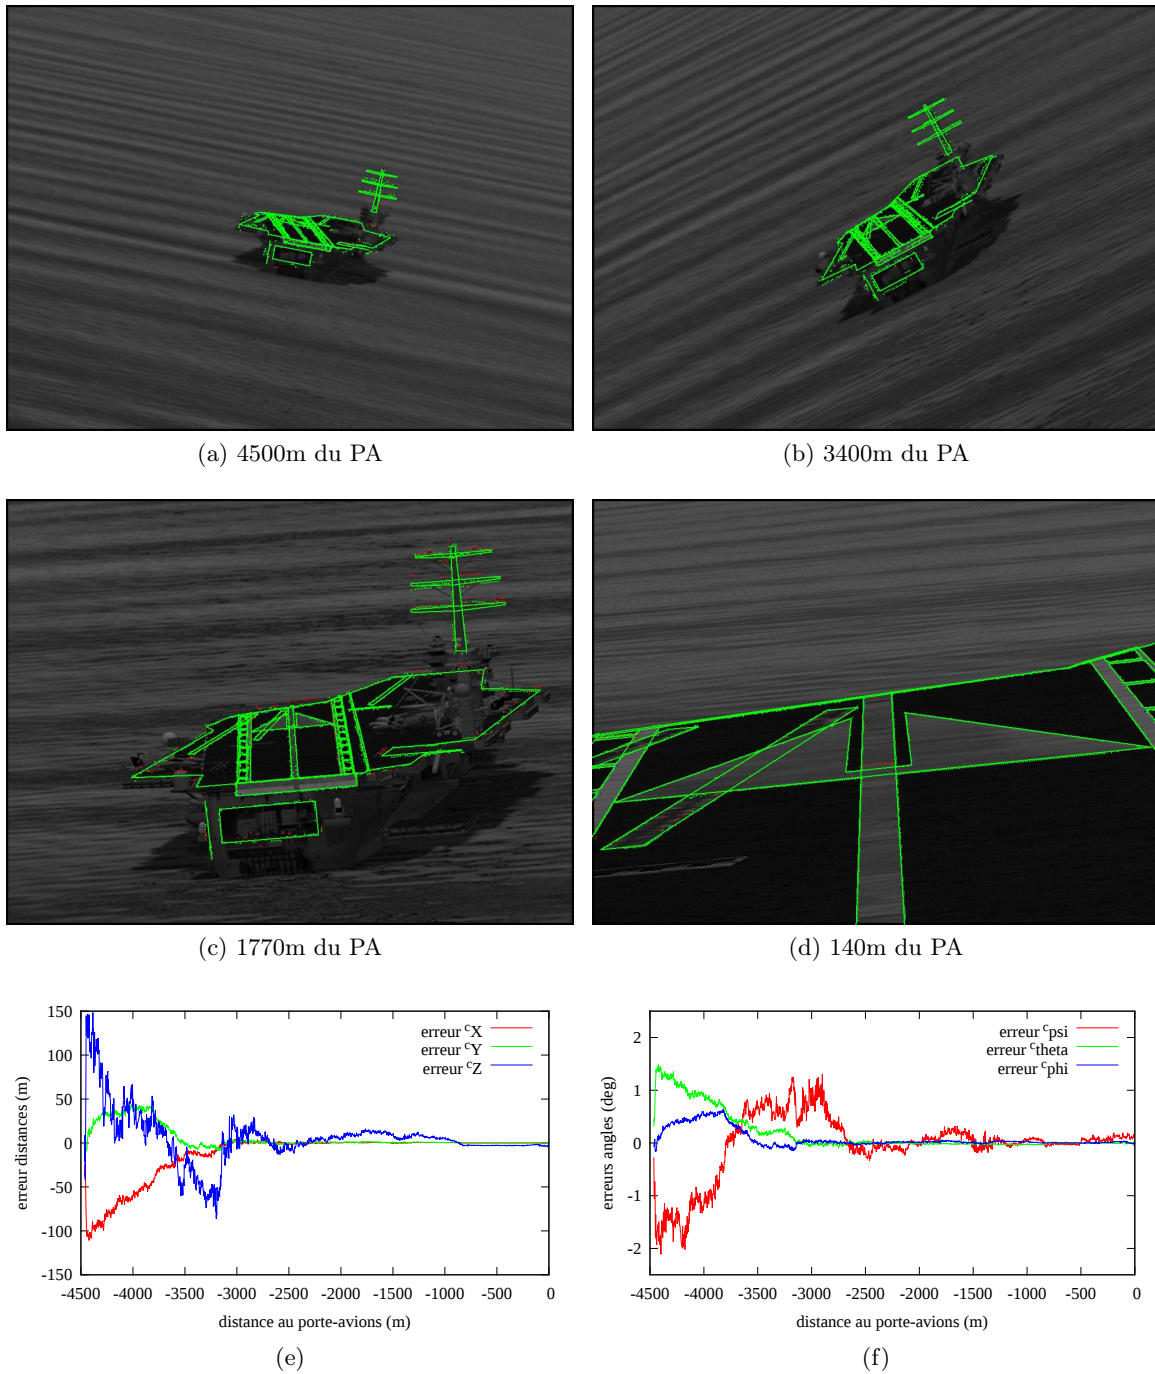 (a) 4500m du PA
(b) 3400m du PA
(c) 1770m du PA
(d) 140m du PA
150
100
50
0
-50
-100
-150
erreur distances (m)
erreur cX
erreur cY
erreur cZ
-4500 -4000 -3500 -3000 -2500 -2000 -1500 -1000 -500 0
distance au porte-avions (m)
(e)
2
1
0
-1
-2
erreurs angles (deg)
erreur cpsi
erreur ctheta
erreur cphi
-4500 -4000 -3500 -3000 -2500 -2000 -1500 -1000 -500 0
distance au porte-avions (m)
(f)